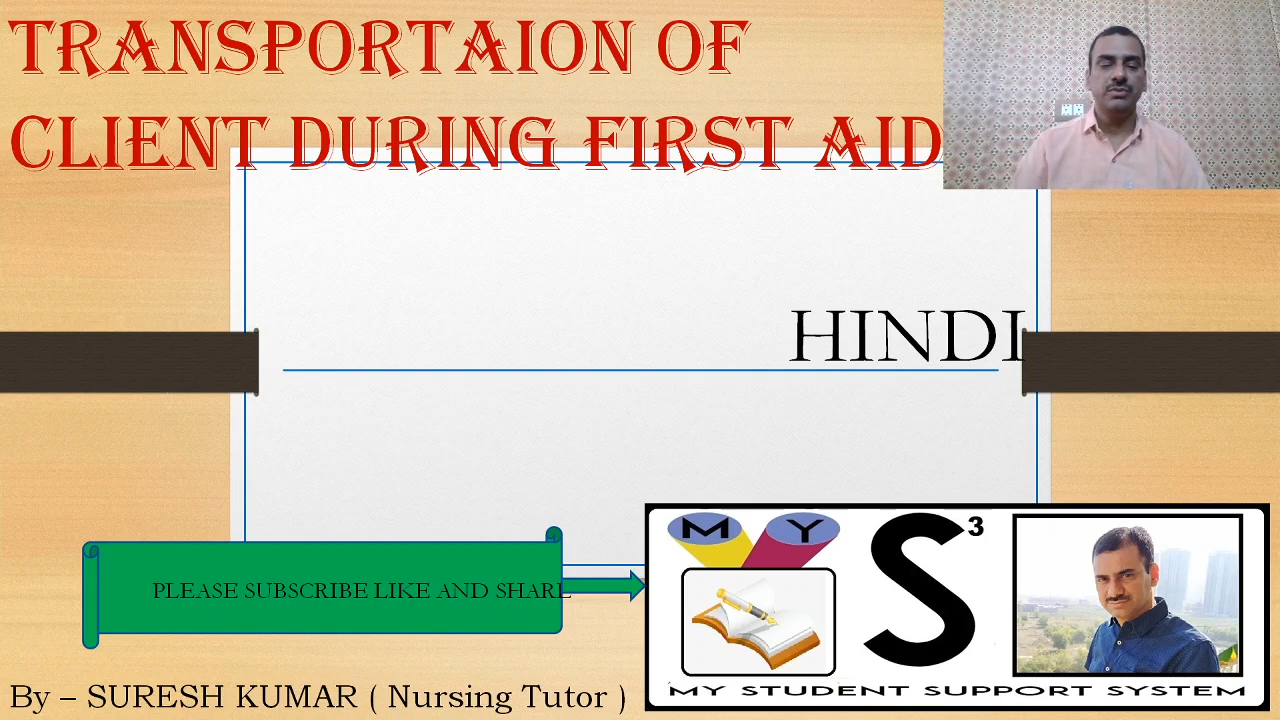 TRANSPORTAION OF
CLIENT DURING FIRST AID
HINDI
PLEASE SUBSCRIBE LIKE AND SHARE
M Y S3
MY STUDENT SUPPORT SYSTEM
By – SURESH KUMAR ( Nursing Tutor )